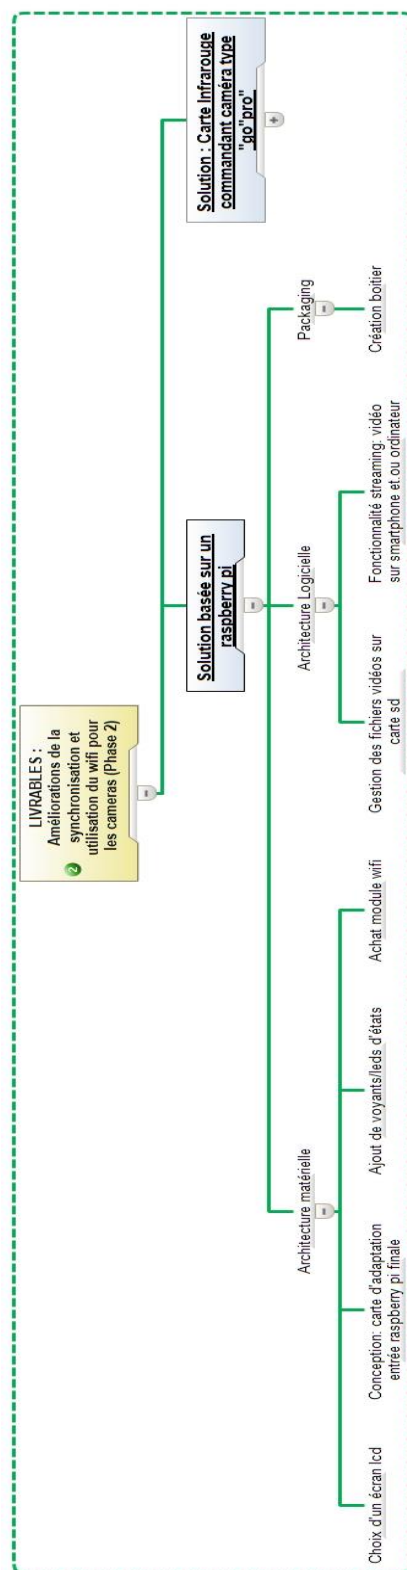 LIVRABLES :
Améliorations de la
synchronisation et
utilisation du wifi pour
les cameras (Phase 2)
2
Solution basée sur un
raspberry pi
Solution : Carte Infrarouge
commandant caméra type
"go"pro"
Architecture matérielle
Architecture Logicielle
Packaging
Choix d'un écran lcd
Conception: carte d'adaptation
entrée raspberry pi finale
Ajout de voyants/leds d'états
Achat module wifi
Gestion des fichiers vidéos sur
carte sd
Fonctionnalité streaming: vidéo
sur smartphone et.ou ordinateur
Création boitier